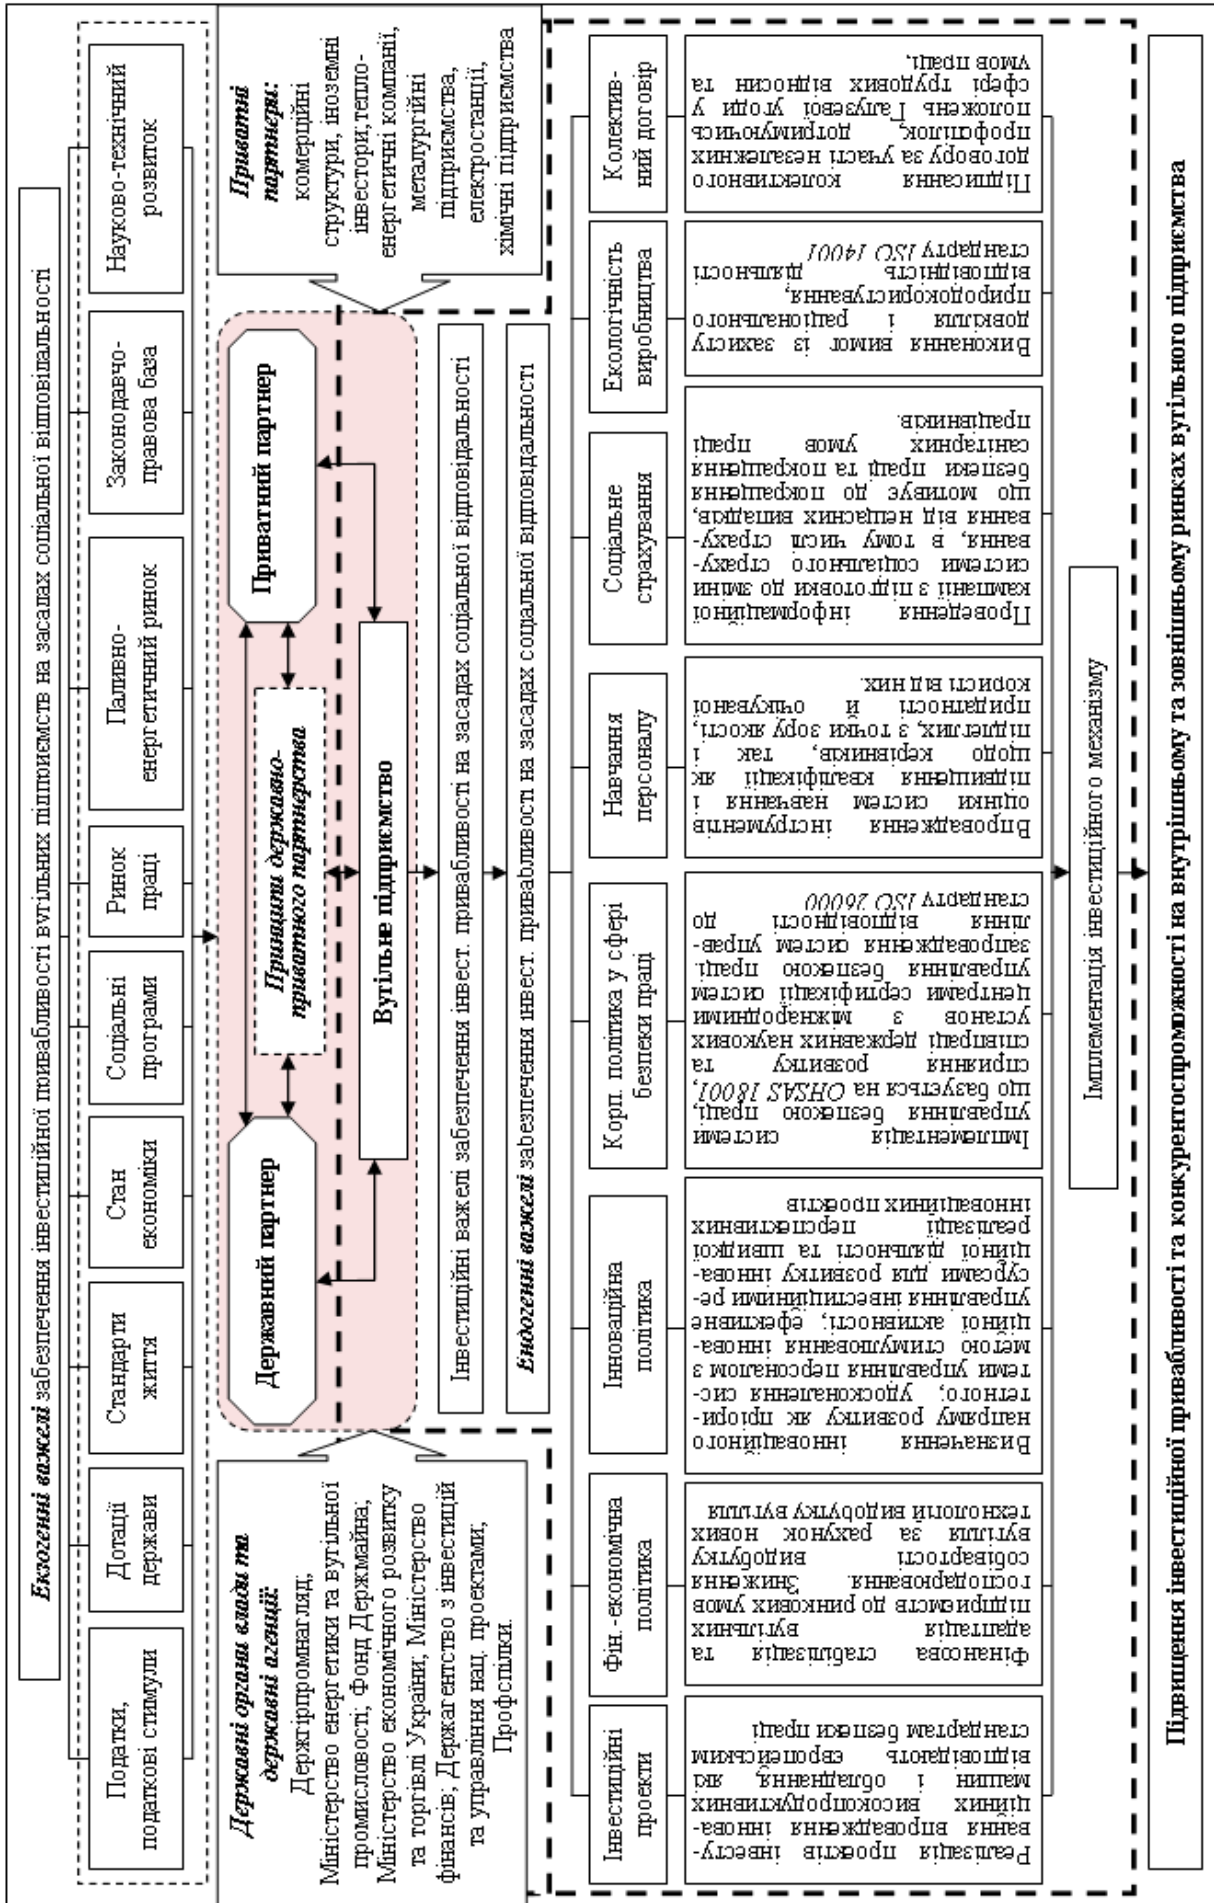 Екзогенні важелі забезпечення інвестиційної привабливості вугільних підприємств на засадах соціальної відповідальності
Податки,
податкові стимули
Дотації
держави
Стандарти
життя
Стан
економіки
Соціальні
програми
Ринок
праці
Паливно-
енергетичний ринок
Законодавчо-
правова база
Науково-технічний
розвиток
Державні органи влади та
державні агенції:
Держгірпромнагляд;
Міністерство енергетики та вугільної
промисловості; Фонд Держмайна;
Міністерство економічного розвитку
та торгівлі України; Міністерство
фінансів; Держагентство з інвестицій
та управління нац. проектами;
Профспілки.
Державний партнер
Принципи державно-
приватного партнерства
Приватний партнер
Вугільне підприємство
Приватні
партнери:
комерційні
структури, іноземні
інвестори,тепло-
енергетичні компанії,
металургійні
підприємства,
електростанції,
хімічні підприємства
Інвестиційні важелі забезпечення інвест. привабливості на засадах соціальної відповідальності
Ендогенні важелі забезпечення інвест. привабливості на засадах соціальної відповідальності
Інвестиційні
проекти
Фін.-економічна
політика
Інноваційна
політика
Корп. політика у сфері
безпеки праці
Навчання
персоналу
Соціальне
страхування
Екологічність
виробництва
Колектив-
ний договір
Реалізація проектів інвесту-
вання впровадження іннова-
ційних високопродуктивних
машин і обладнання, які
відповідають європейським
стандартам безпеки праці
Фінансова стабілізація та
адаптація вугільних
підприємств до ринкових умов
господарювання. Зниження
собівартості видобутку
вугілля за рахунок нових
технологій видобутку вугілля
Визначення інноваційного
напряму розвитку як пріори-
тетного, удосконалення сис-
теми управління персоналом з
метою стимулювання іннова-
ційної активності, ефективне
управління інвестиційними ре-
сурсами для розвитку іннова-
ційної діяльності та швидкої
реалізації перспективних
інноваційних проектів
Імплементація системи
управління безпекою праці,
що базується на OHSAS 18001,
сприяння розвитку та
співпраці державних наукових
установ з міжнародними
центрами сертифікації систем
управління безпекою праці.
запровадження систем управ-
ління відповідності до
стандарту ISO 26000
Впровадження інструментів
оцінки систем навчання і
підвищення кваліфікації як
щодо керівників, так і
підлеглих, з точки зору якості,
придатності й очікуваної
користі від них.
Проведення інформаційної
кампанії з підготовки до зміни
системи соціального страху-
вання, в тому числі страху-
вання від нещасних випадків,
що мотивує до покращення
безпеки праці та покращення
санітарних умов праці
працівників.
Виконання вимог із захисту
довкілля і раціонального
природокористування,
відповідність діяльності
стандарту ISO 14001
Підписання колективного
договору за участі незалежних
профспілок, дотримуючись
положень Галузевої угоди у
сфері трудових відносин та
умов праці.
Імплементація інвестиційного механізму
Підвищення інвестиційної привабливості та конкурентоспроможності на внутрішньому та зовнішньому ринках вугільного підприємства